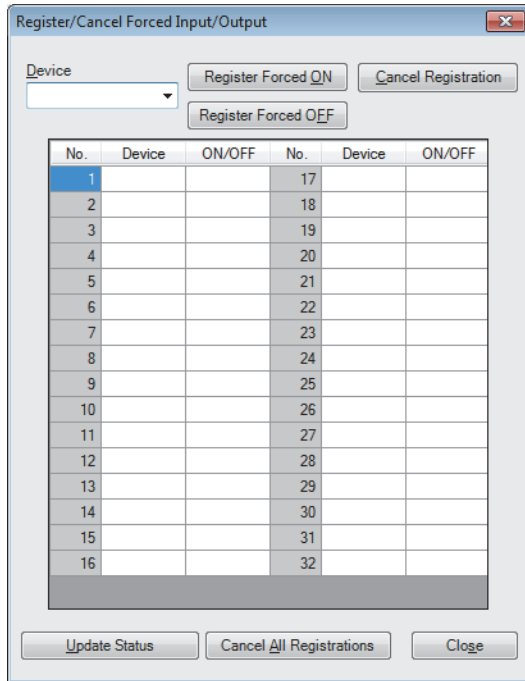 Register/Cancel Forced Input/Output
Device
Register Forced ON
Cancel Registration
Register Forced OFF
No. Device ON/OFF No. Device ON/OFF
1 17
2 18
3 19
4 20
5 21
6 22
7 23
8 24
9 25
10 26
11 27
12 28
13 29
14 30
15 31
16 32
Update Status Cancel All Registrations Close